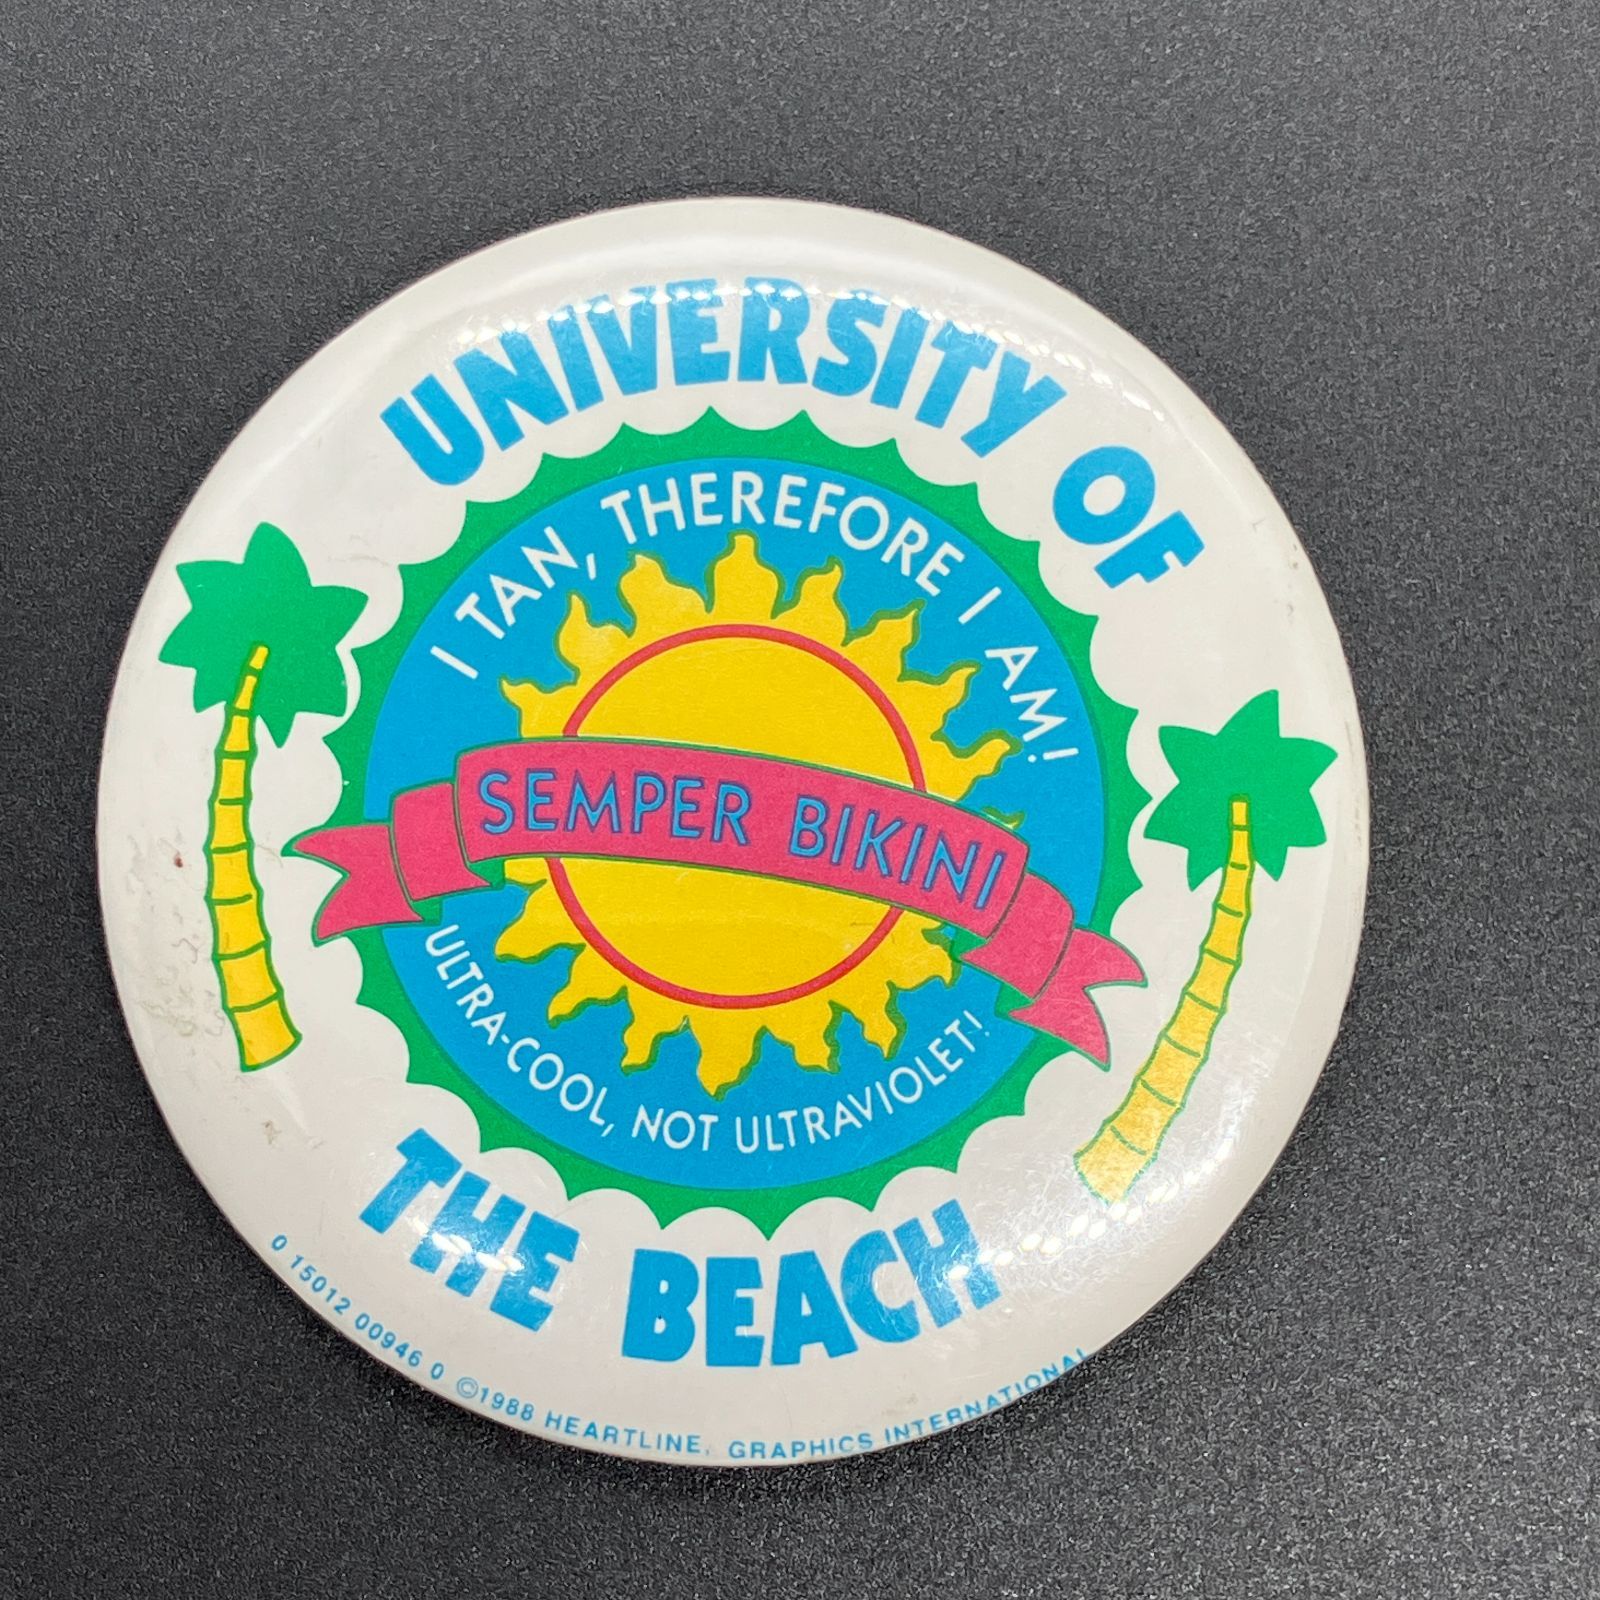 UNIVERSITY OF
I TAN, THEREFORE I AM!
SEMPER BIKINI
ULTRA-COOL, NOT ULTRAVIOLET!
THE BEACH
0 15012 00946 0 ©1988 HEARTLINE, GRAPHICS INTERNATIONAL